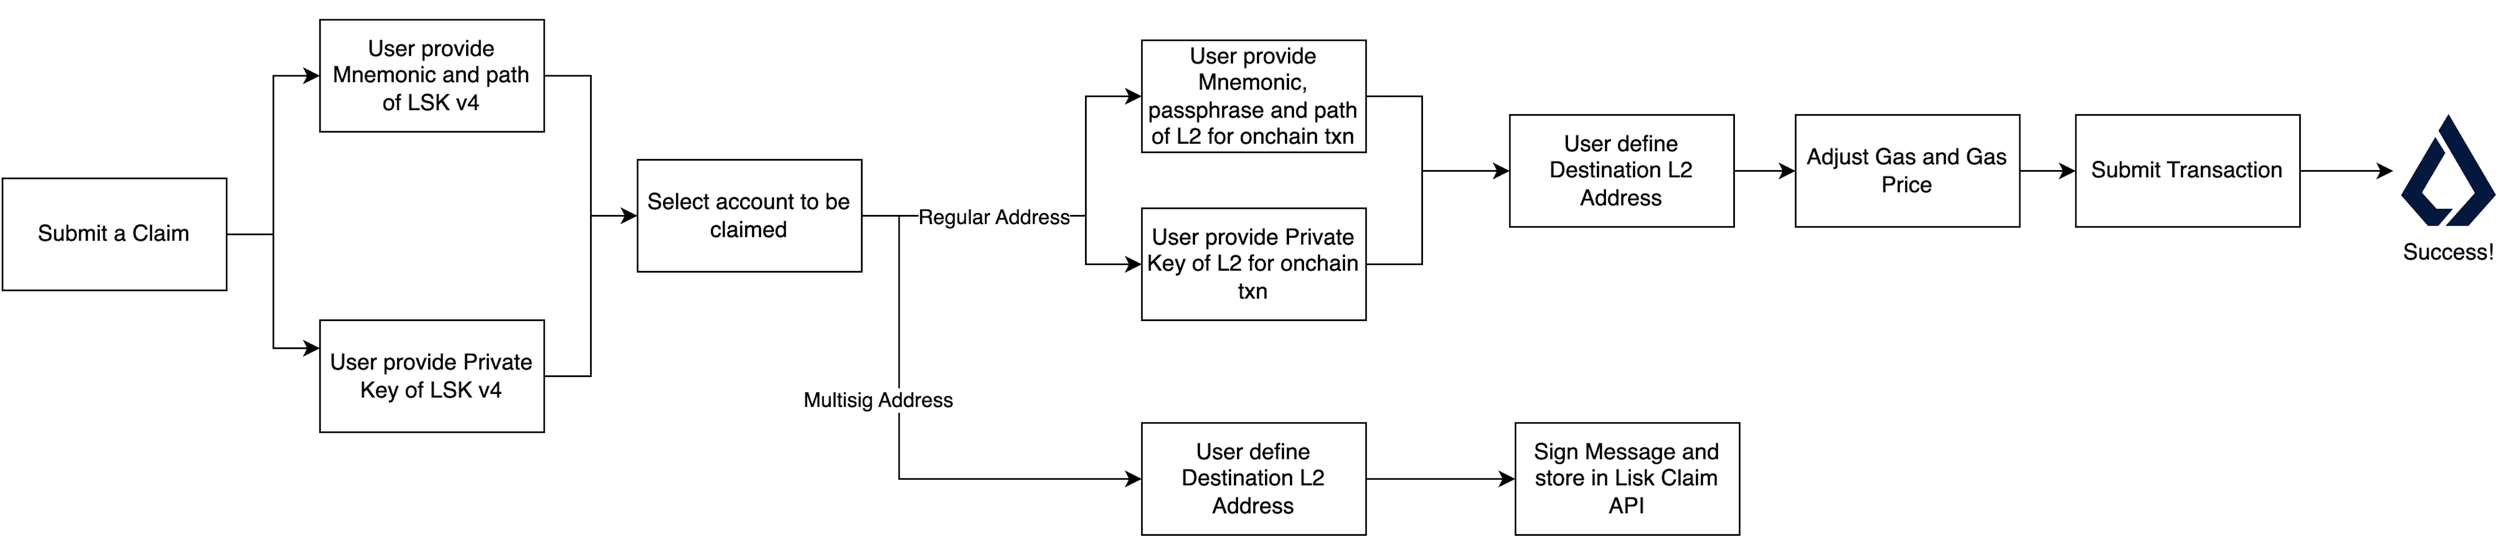 Submit a Claim
User provide
Mnemonic and path
of LSK v4
User provide Private
Key of LSK v4
Select account to be
claimed
Regular Address
Multisig Address
User provide
Mnemonic,
passphrase and path
of L2 for onchain txn
User provide Private
Key of L2 for onchain
txn
User define
Destination L2
Address
Adjust Gas and Gas
Price
Submit Transaction
Success!
User define
Destination L2
Address
Sign Message and
store in Lisk Claim
API